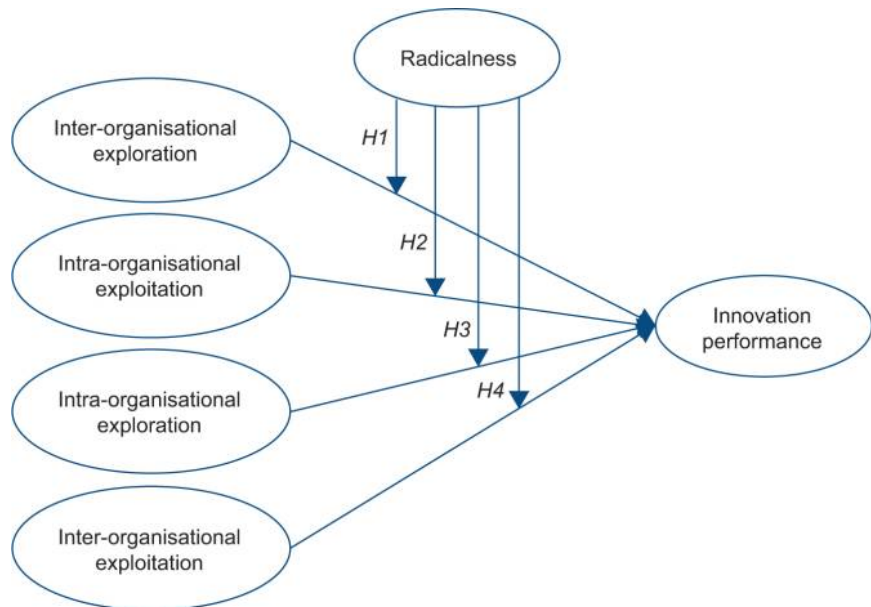 Radicalness
H1
Inter-organisational
exploration
H2
Intra-organisational
exploitation
Innovation
performance
H3
Intra-organisational
exploration
H4
Inter-organisational
exploitation